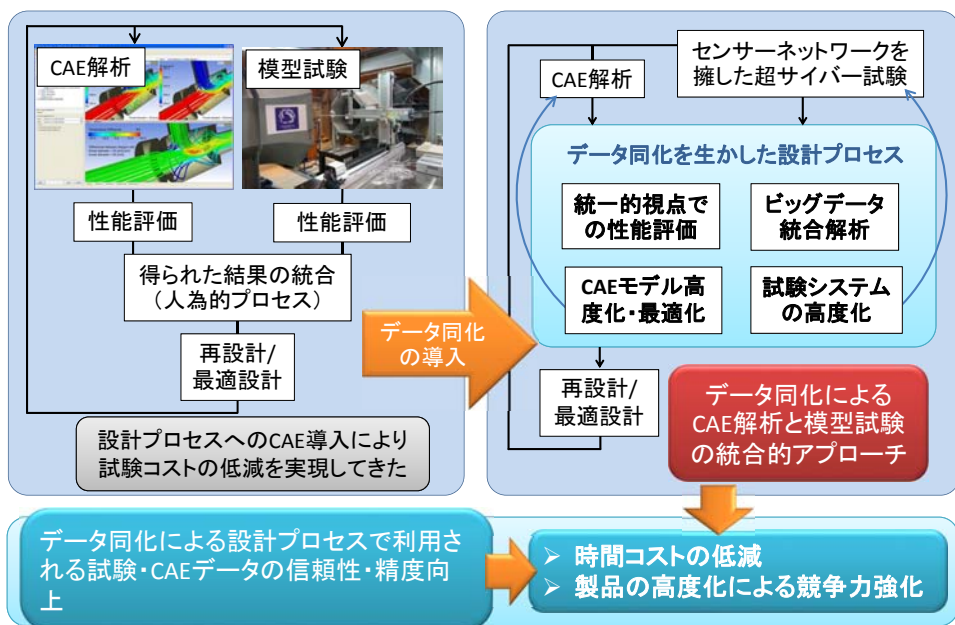 CAE解析
模型試験
性能評価
性能評価
得られた結果の統合
（人為的プロセス）
再設計/
最適設計
設計プロセスへのCAE導入により
試験コストの低減を実現してきた
データ同化
の導入
センサーネットワークを
擁した超サイバー試験
CAE解析
データ同化を生かした設計プロセス
統一的視点で
の性能評価
ビッグデータ
統合解析
CAEモデル高
度化・最適化
試験システム
の高度化
再設計/
最適設計
データ同化による
CAE解析と模型試験
の統合的アプローチ
データ同化による設計プロセスで利用さ
れる試験・CAEデータの信頼性・精度向
上
➢ 時間コストの低減
➢ 製品の高度化による競争力強化